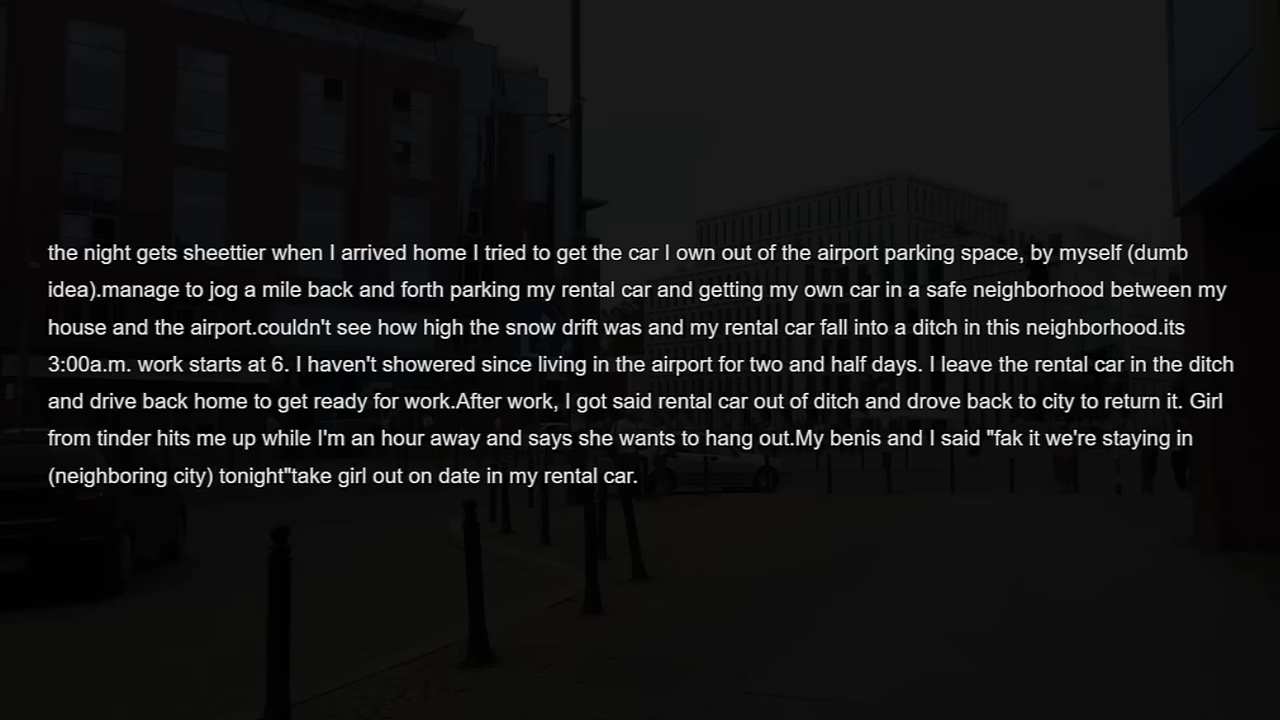 the night gets sheettier when I arrived home I tried to get the car I own out of the airport parking space, by myself (dumb
idea).manage to jog a mile back and forth parking my rental car and getting my own car in a safe neighborhood between my
house and the airport.couldn't see how high the snow drift was and my rental car fall into a ditch in this neighborhood.its
3:00a.m. work starts at 6. I haven't showered since living in the airport for two and half days. I leave the rental car in the ditch
and drive back home to get ready for work.After work, I got said rental car out of ditch and drove back to city to return it. Girl
from tinder hits me up while I'm an hour away and says she wants to hang out.My benis and I said "fak it we're staying in
(neighboring city) tonight"take girl out on date in my rental car.